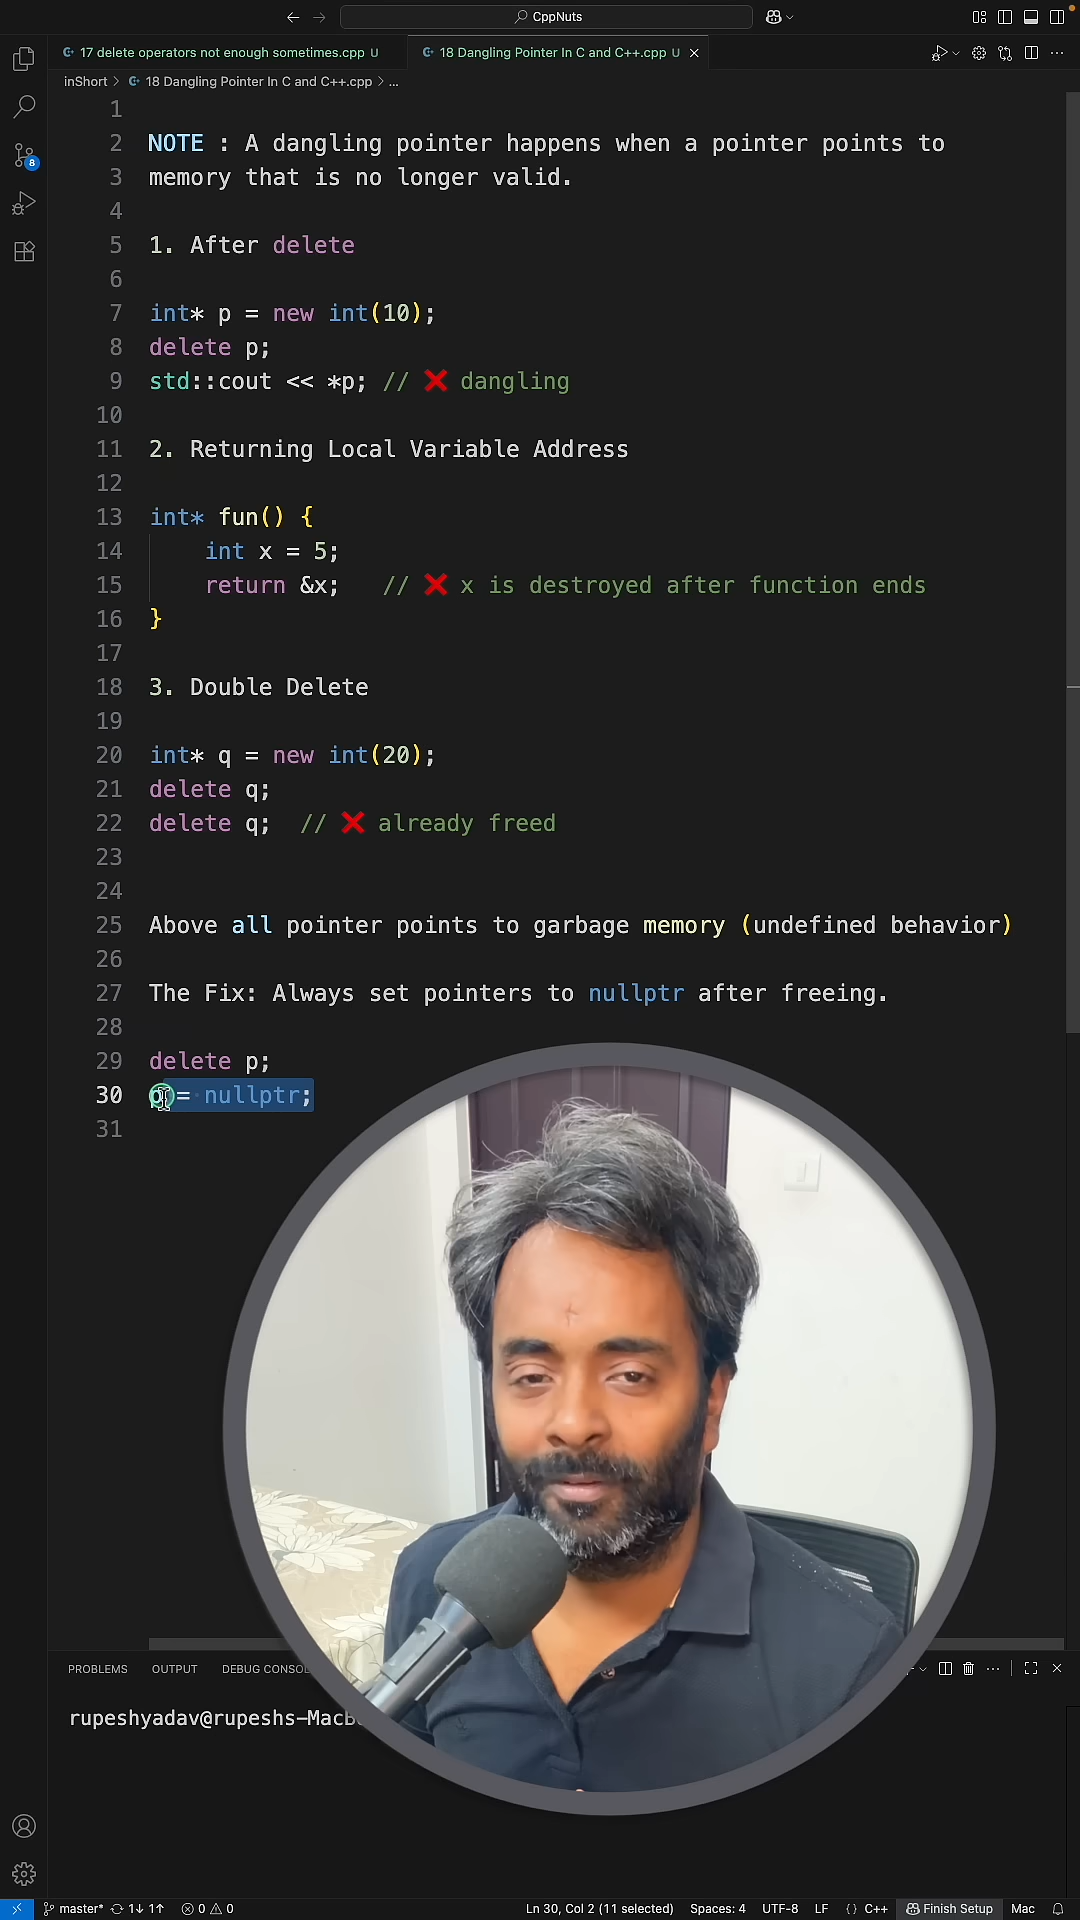 CppNuts
17 delete operators not enough sometimes.cpp U
18 Dangling Pointer In C and C++.cpp U
inShort > 18 Dangling Pointer In C and C++.cpp > ...
1
2 NOTE : A dangling pointer happens when a pointer points to
3 memory that is no longer valid.
4
5 1. After delete
6
7 int* p = new int(10);
8 delete p;
9 std::cout << *p; // ❌ dangling
10
11 2. Returning Local Variable Address
12
13 int* fun() {
14 int x = 5;
15 return &x; // ❌ x is destroyed after function ends
16 }
17
18 3. Double Delete
19
20 int* q = new int(20);
21 delete q;
22 delete q; // ❌ already freed
23
24
25 Above all pointer points to garbage memory (undefined behavior)
26
27 The Fix: Always set pointers to nullptr after freeing.
28
29 delete p;
30 p = nullptr;
31
8
PROBLEMS OUTPUT DEBUG CONSOL
rupeshyadav@rupeshs-MacB
master* 1↓ 1↑ 0 0 Ln 30, Col 2 (11 selected) Spaces: 4 UTF-8 LF {} C++ Finish Setup Mac